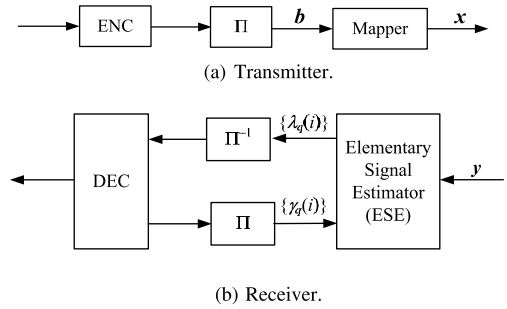 ENC
Π
b
Mapper
x
(a) Transmitter.
DEC
Π⁻¹
{λq(i)}
Elementary
Signal
Estimator
(ESE)
y
Π
{γq(i)}
(b) Receiver.